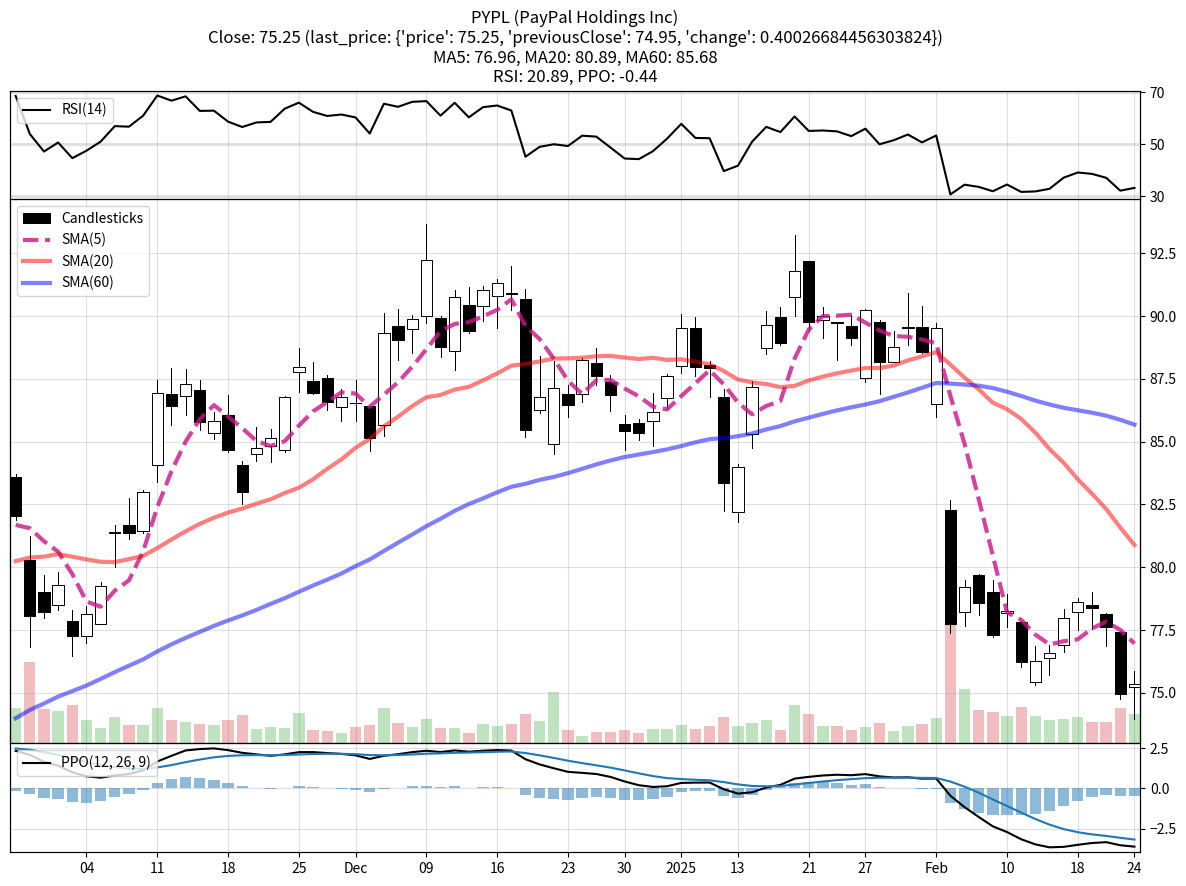 PYPL (PayPal Holdings Inc)
Close: 75.25 (last_price: {'price': 75.25, 'previousClose': 74.95, 'change': 0.40026684456303824})
MA5: 76.96, MA20: 80.89, MA60: 85.68
RSI: 20.89, PPO: -0.44
RSI(14)
70
50
30
Candlesticks
SMA(5)
SMA(20)
SMA(60)
92.5
90.0
87.5
85.0
82.5
80.0
77.5
75.0
PPO(12, 26, 9)
2.5
0.0
−2.5
04 11 18 25 Dec 09 16 23 30 2025 13 21 27 Feb 10 18 24